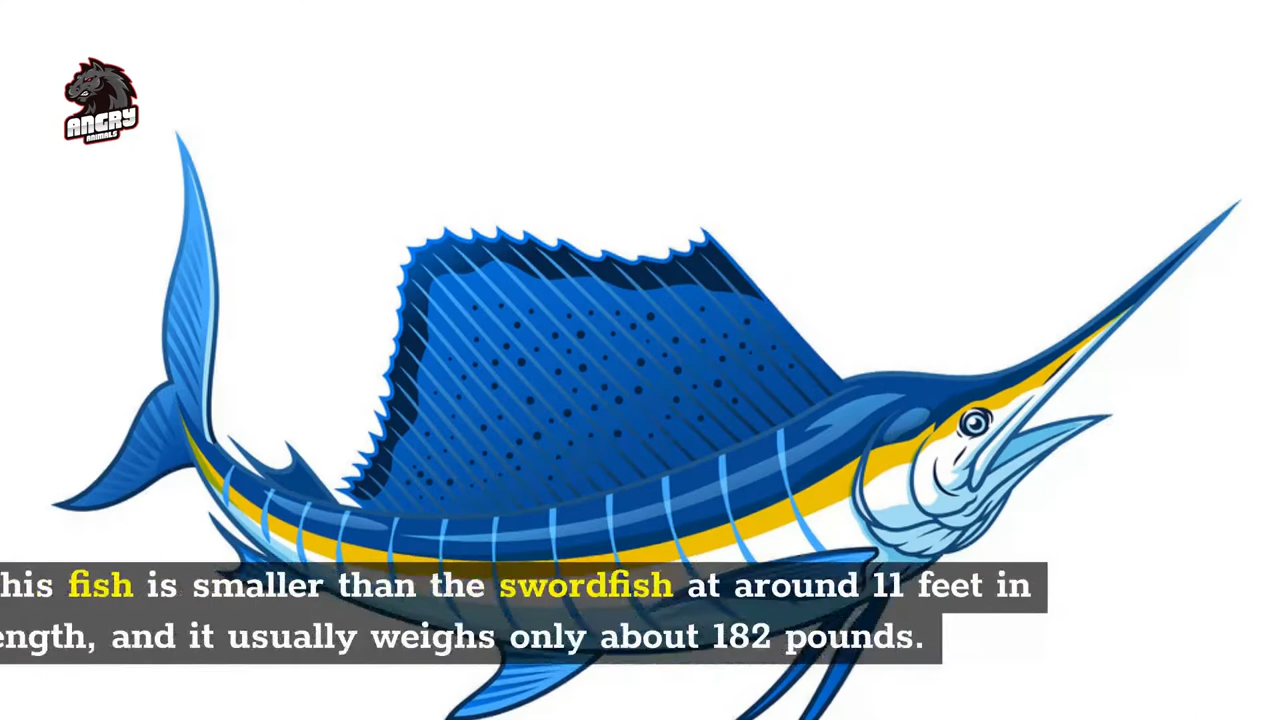 ANGRY
ANIMALS
his fish is smaller than the swordfish at around 11 feet in
ength, and it usually weighs only about 182 pounds.